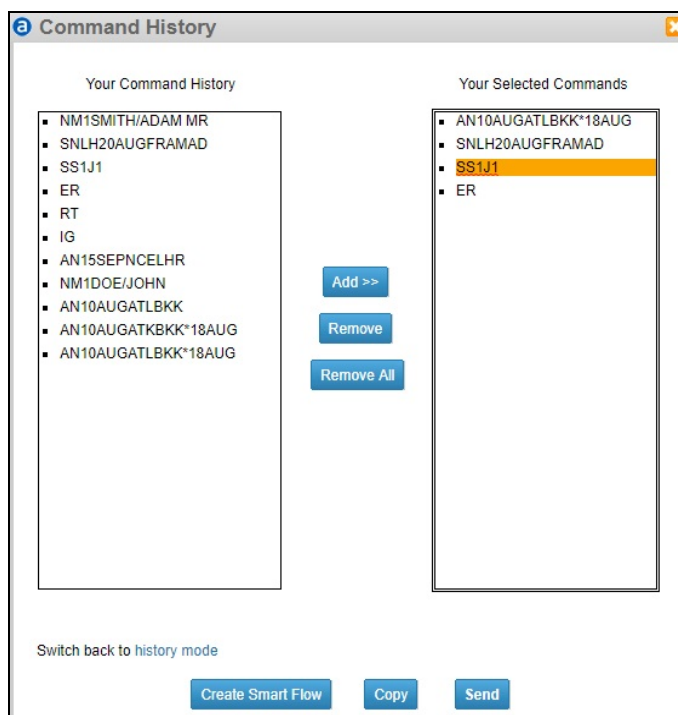 a Command History
Your Command History
NM1SMITH/ADAM MR
SNLH20AUGFRAMAD
SS1J1
ER
RT
IG
AN15SEPNCELHR
NM1DOE/JOHN
AN10AUGATLBKK
AN10AUGATKBKK*18AUG
AN10AUGATLBKK*18AUG
Add >>
Remove
Remove All
Your Selected Commands
AN10AUGATLBKK*18AUG
SNLH20AUGFRAMAD
SS1J1
ER
Switch back to history mode
Create Smart Flow
Copy
Send